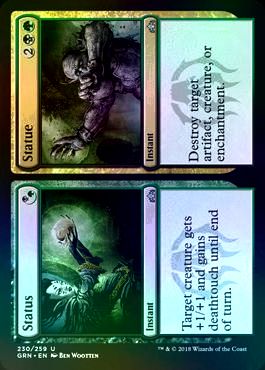 Statue
2
Instant
Destroy target
artifact, creature, or
enchantment.
Status
Instant
Target creature gets
+1/+1 and gains
deathtouch until end
of turn.
230/259 U
GRN • EN Ben Wootten
™ & © 2018 Wizards of the Coast